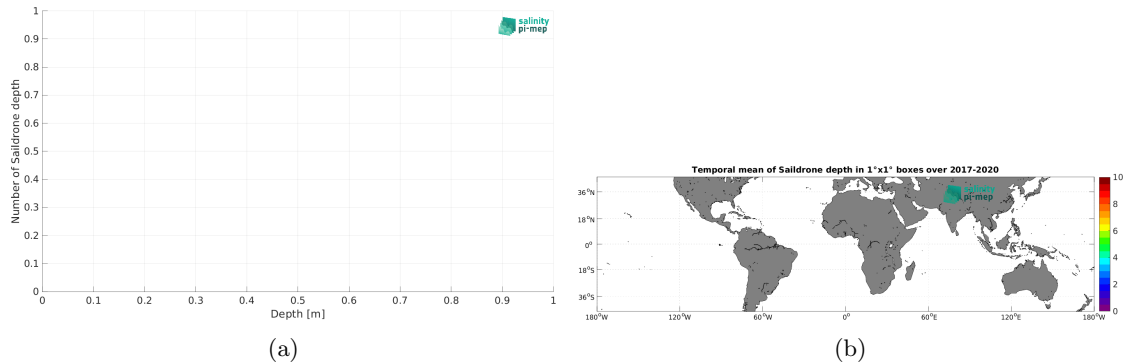 1
0.9
0.8
0.7
0.6
0.5
0.4
0.3
0.2
0.1
0
Number of Saildrone depth
salinity
pi-mep
0 0.1 0.2 0.3 0.4 0.5 0.6 0.7 0.8 0.9 1
Depth [m]
(a)
Temporal mean of Saildrone depth in 1°x1° boxes over 2017-2020
salinity
pi-mep
36°N
18°N
0°
18°S
36°S
180°W 120°W 60°W 0° 60°E 120°E 180°W
10
8
6
4
2
0
(b)